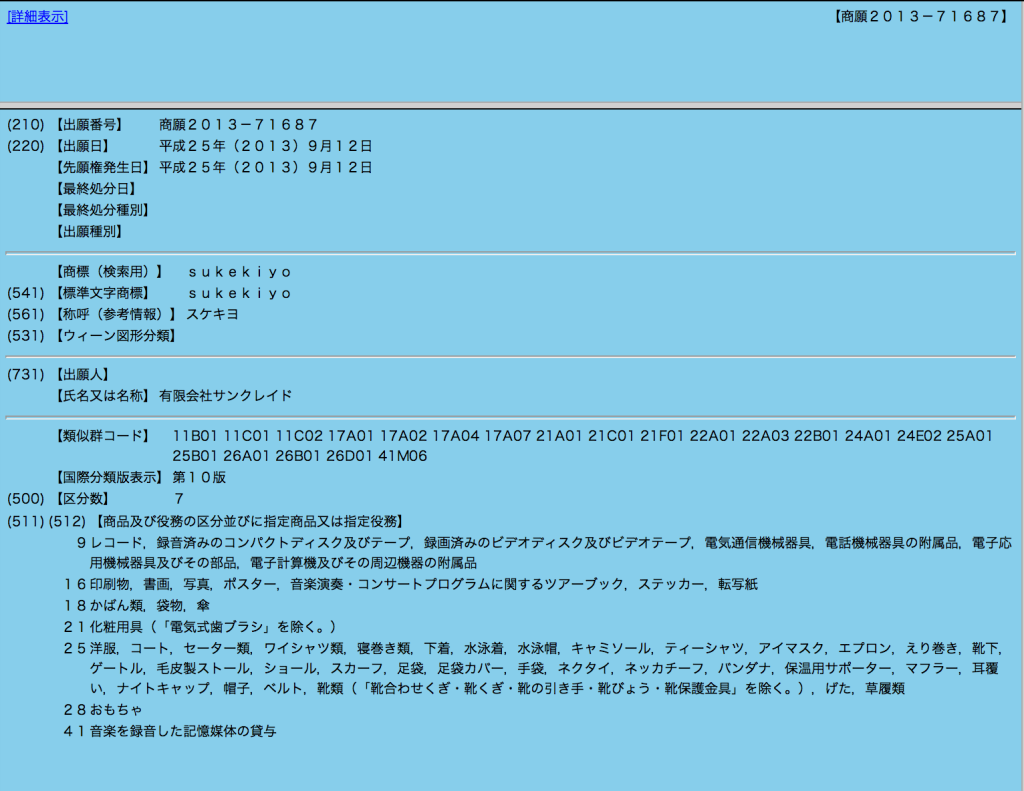 [詳細表示] 【商願２０１３－７１６８７】
(210) 【出願番号】 商願２０１３－７１６８７
(220) 【出願日】 平成２５年（２０１３）９月１２日
【先願権発生日】 平成２５年（２０１３）９月１２日
【最終処分日】
【最終処分種別】
【出願種別】
【商標（検索用）】 ｓｕｋｅｋｉｙｏ
(541) 【標準文字商標】 ｓｕｋｅｋｉｙｏ
(561) 【称呼（参考情報）】 スケキヨ
(531) 【ウィーン図形分類】
(731) 【出願人】
【氏名又は名称】 有限会社サンクレイド
【類似群コード】 11B01 11C01 11C02 17A01 17A02 17A04 17A07 21A01 21C01 21F01 22A01 22A03 22B01 24A01 24E02 25A01
25B01 26A01 26B01 26D01 41M06
【国際分類版表示】 第１０版
(500) 【区分数】 ７
(511) (512) 【商品及び役務の区分並びに指定商品又は指定役務】
９レコード，録音済みのコンパクトディスク及びテープ，録画済みのビデオディスク及びビデオテープ，電気通信機械器具，電話機械器具の附属品，電子応
用機械器具及びその部品，電子計算機及びその周辺機器の附属品
１６印刷物，書画，写真，ポスター，音楽演奏・コンサートプログラムに関するツアーブック，ステッカー，転写紙
１８かばん類，袋物，傘
２１化粧用具（「電気式歯ブラシ」を除く。）
２５洋服，コート，セーター類，ワイシャツ類，寝巻き類，下着，水泳着，水泳帽，キャミソール，ティーシャツ，アイマスク，エプロン，えり巻き，靴下，
ゲートル，毛皮製ストール，ショール，スカーフ，足袋，足袋カバー，手袋，ネクタイ，ネッカチーフ，バンダナ，保温用サポーター，マフラー，耳覆
い，ナイトキャップ，帽子，ベルト，靴類（「靴合わせくぎ・靴くぎ・靴の引き手・靴びょう・靴保護金具」を除く。），げた，草履類
２８おもちゃ
４１音楽を録音した記憶媒体の貸与